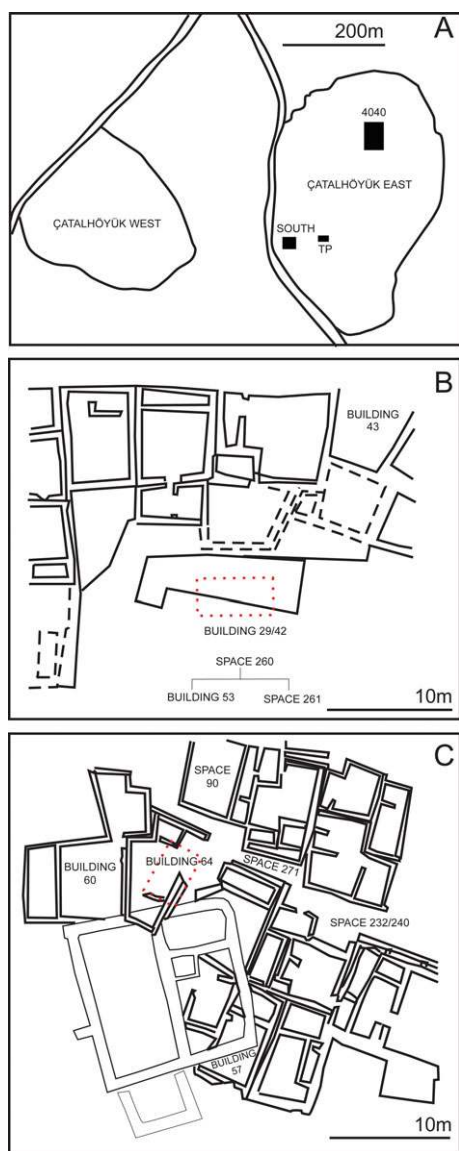 A
200m
4040
ÇATALHÖYÜK EAST
ÇATALHÖYÜK WEST
SOUTH
TP
B
BUILDING
43
BUILDING 29/42
SPACE 260
BUILDING 53
SPACE 261
10m
C
SPACE
90
BUILDING
60
BUILDING 64
SPACE 271
SPACE 232/240
BUILDING
57
10m